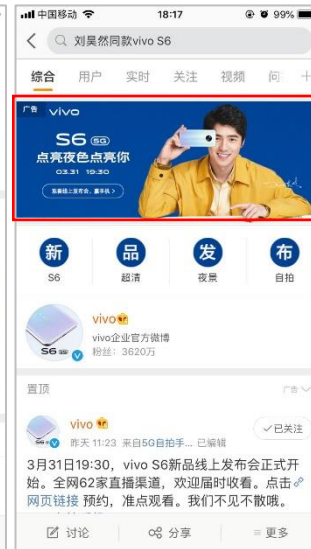 中国移动
18:17
99%
刘昊然同款vivo S6
综合 用户 实时 关注 视频 问
广告
vivo
S6 5G
点亮夜色点亮你
03.31 19:30
新 品 发 布
S6 超清 夜景 自拍
vivo
vivo企业官方微博
粉丝：3620万
S6 5G
置顶
广告
vivo
昨天 11:23 来自5G自拍手... 已编辑
已关注
3月31日19:30，vivo S6新品线上发布会正式开
始。全网62家直播渠道，欢迎届时收看。点击
网页链接 预约，准点观看。我们不见不散哦。
讨论 分享 更多